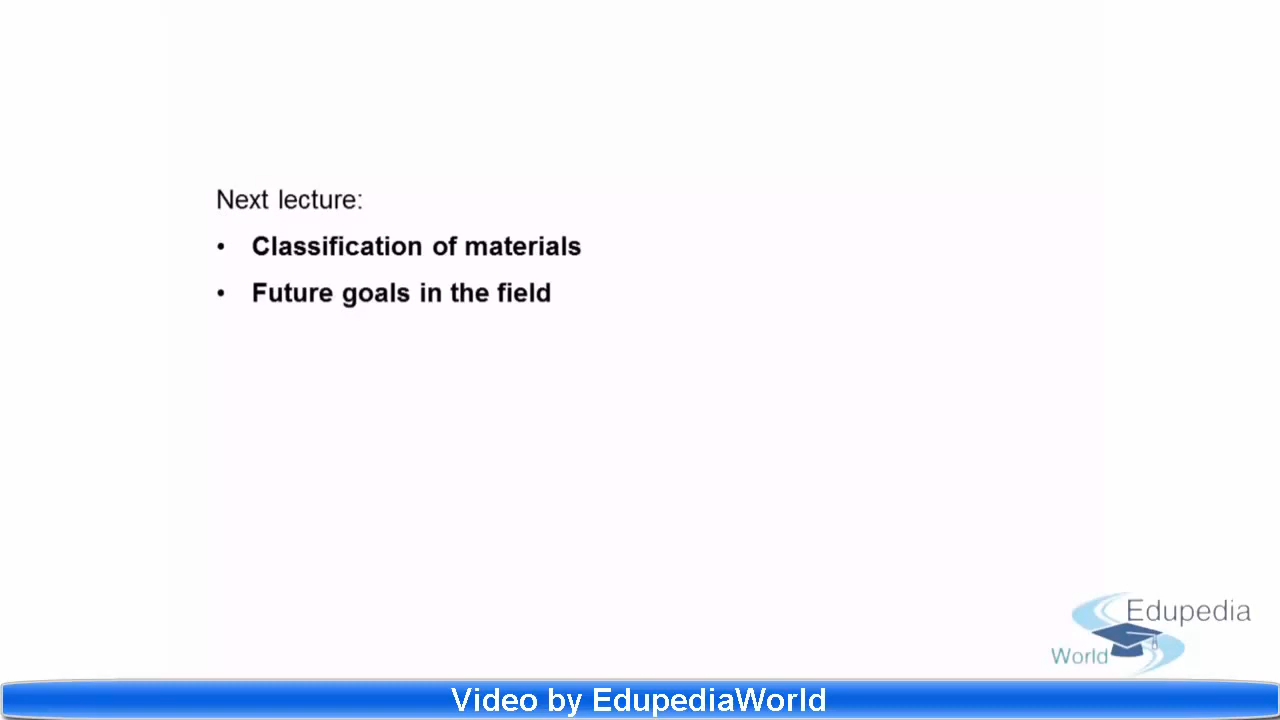 Next lecture:
• Classification of materials
• Future goals in the field
Edupedia
World
Video by EdupediaWorld